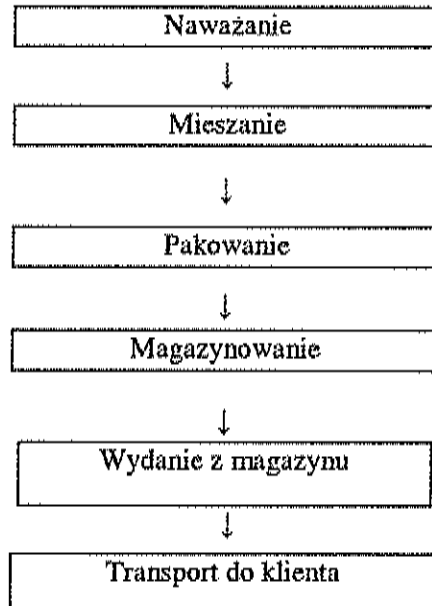 Naważanie
↓
Mieszanie
↓
Pakowanie
↓
Magazynowanie
↓
Wydanie z magazynu
↓
Transport do klienta